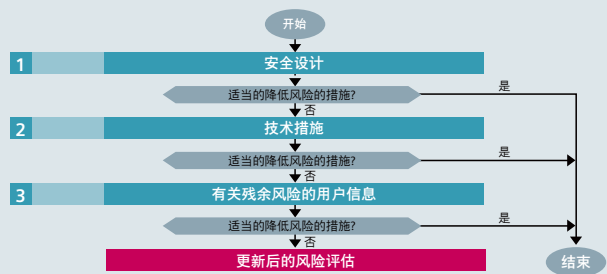 开始
1 安全设计
适当的降低风险的措施?
是
否
2 技术措施
适当的降低风险的措施?
是
否
3 有关残余风险的用户信息
适当的降低风险的措施?
是
否
更新后的风险评估
结束